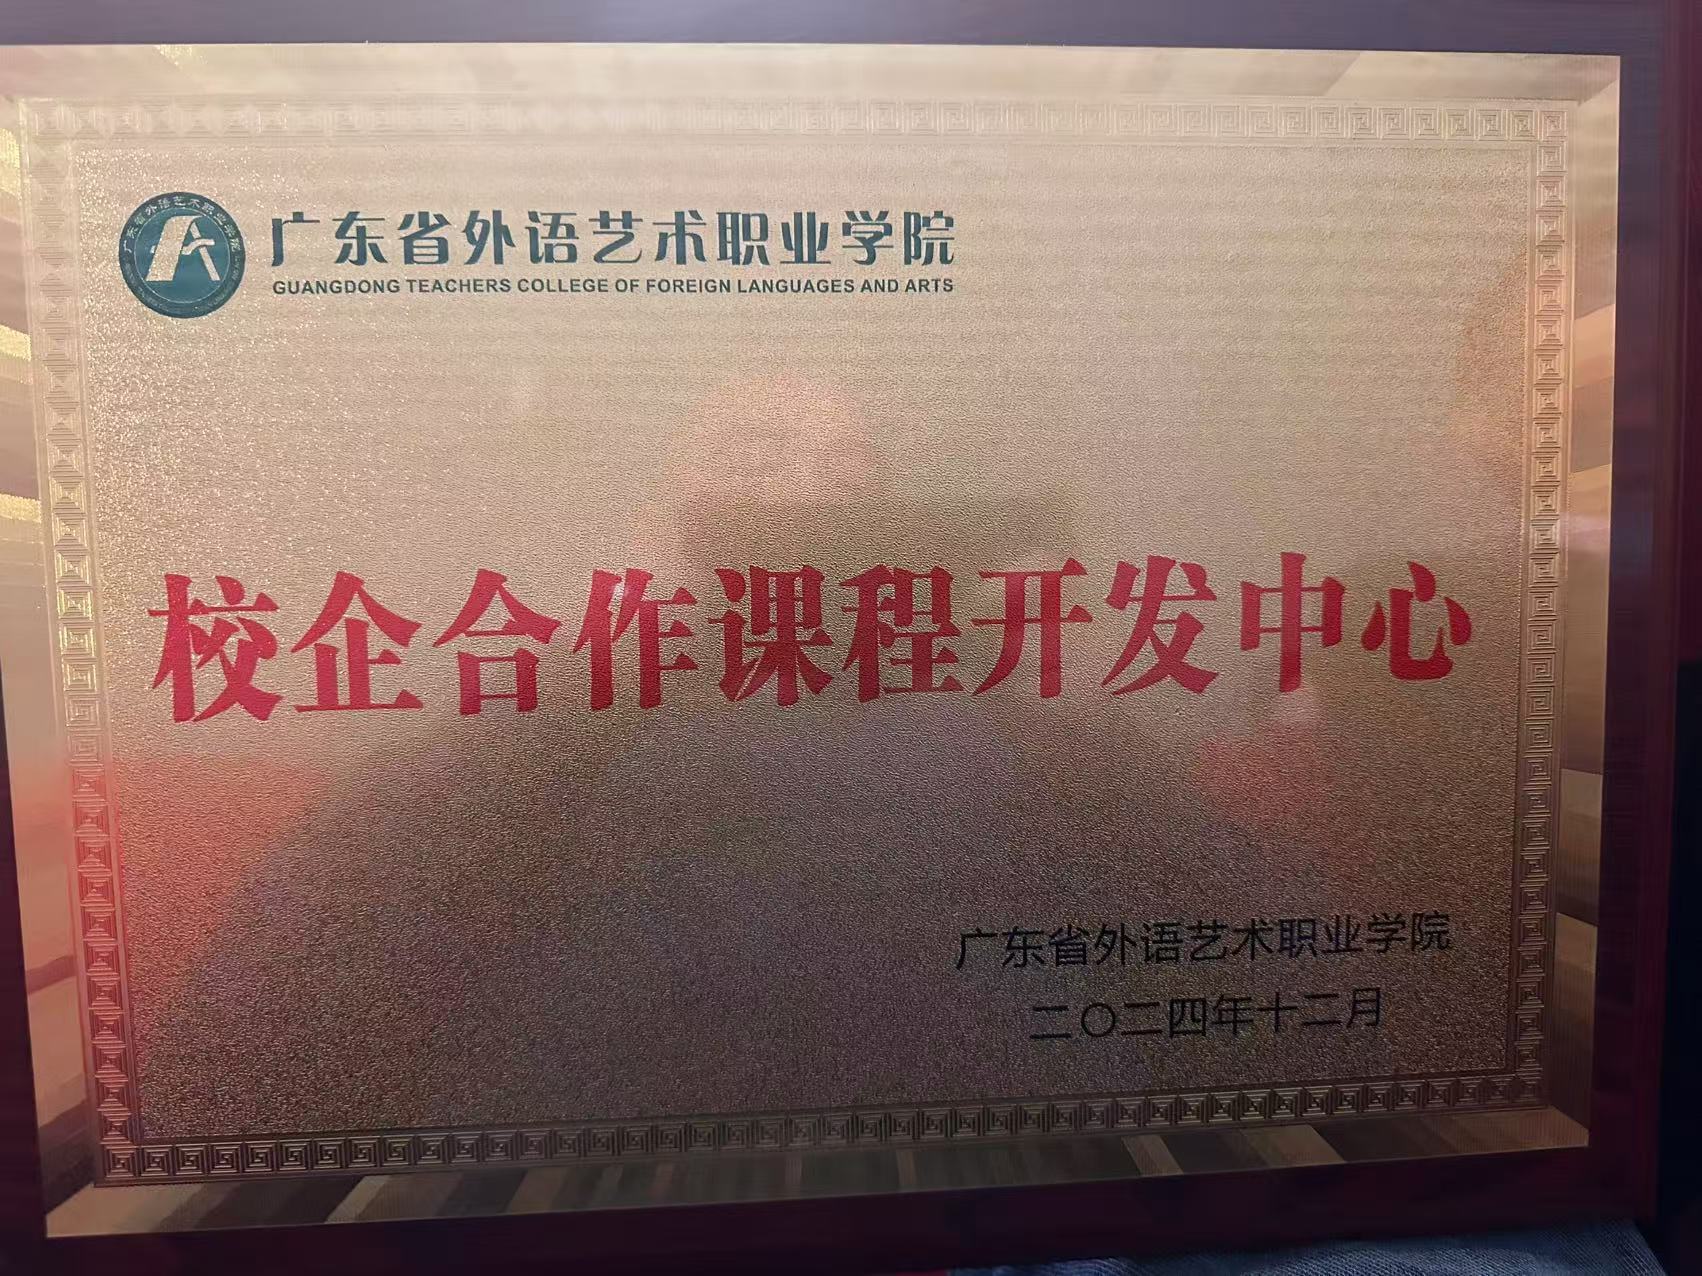 广东省外语艺术职业学院
GUANGDONG TEACHERS COLLEGE OF FOREIGN LANGUAGES AND ARTS
校企合作课程开发中心
广东省外语艺术职业学院
二〇二四年十二月